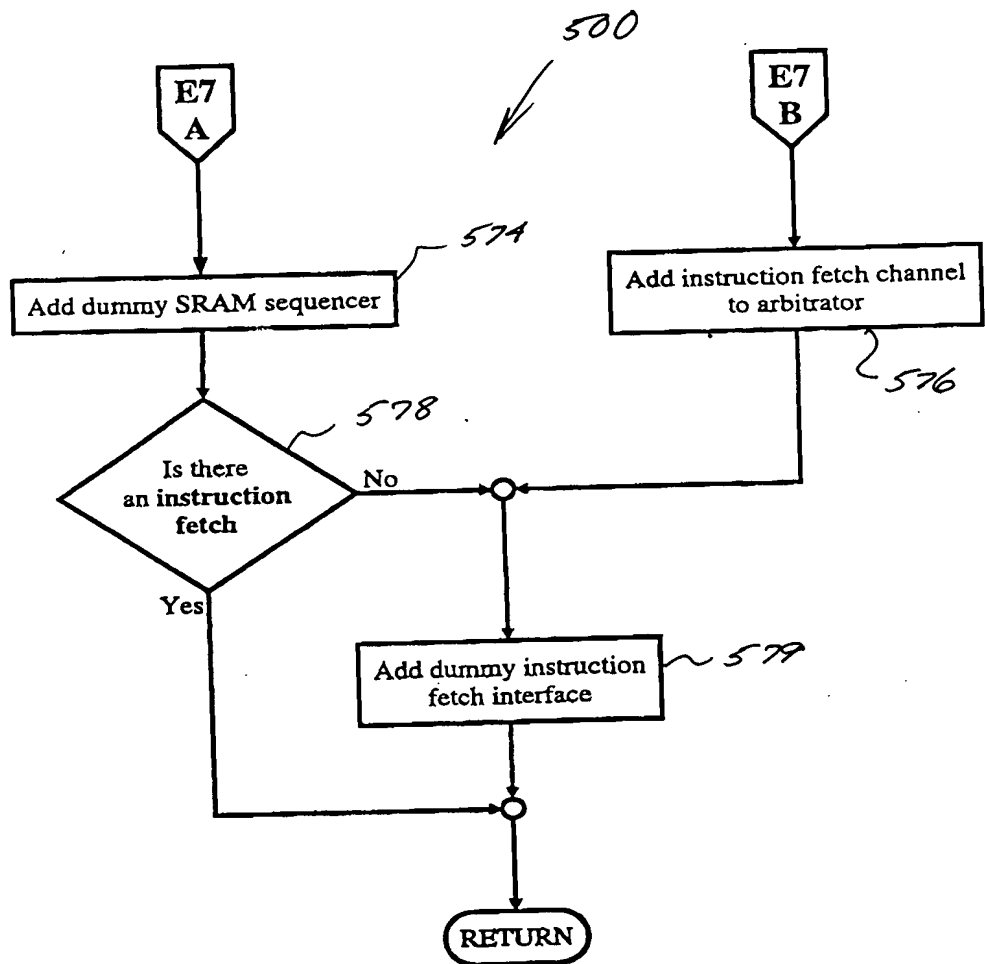 500
E7
A
E7
B
574
Add dummy SRAM sequencer
Add instruction fetch channel
to arbitrator
576
578
Is there
an instruction
fetch
No
Yes
Add dummy instruction
fetch interface
579
RETURN